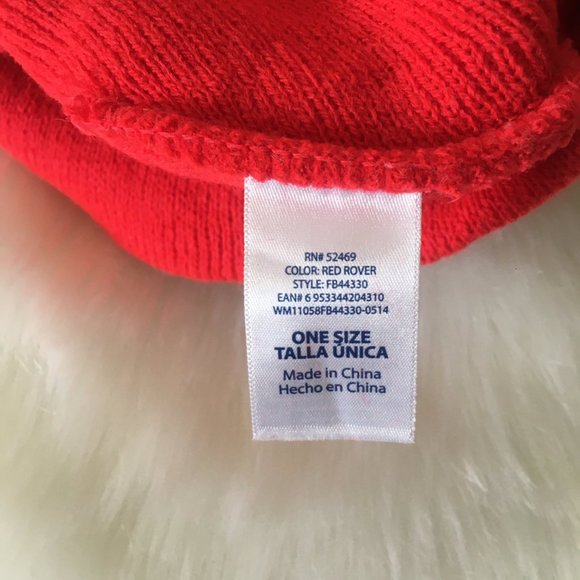 RN# 52469
COLOR: RED ROVER
STYLE: FB44330
EAN# 6 953344204310
WM11058FB44330-0514
ONE SIZE
TALLA ÚNICA
Made in China
Hecho en China